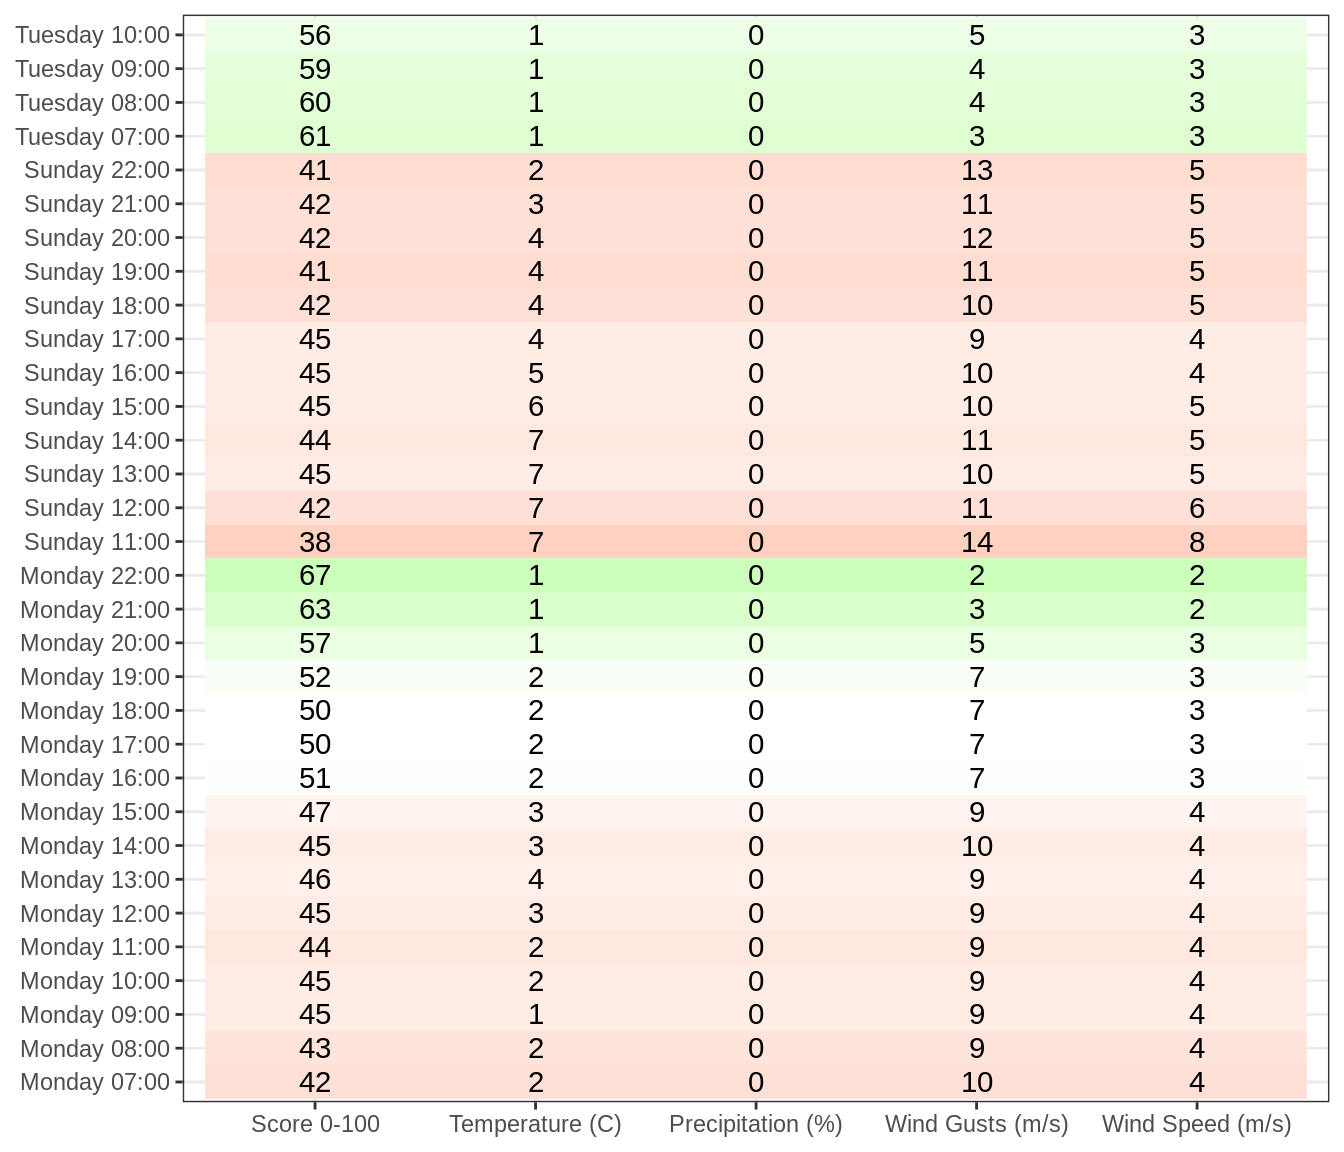 Tuesday 10:00 56 1 0 5 3
Tuesday 09:00 59 1 0 4 3
Tuesday 08:00 60 1 0 4 3
Tuesday 07:00 61 1 0 3 3
Sunday 22:00 41 2 0 13 5
Sunday 21:00 42 3 0 11 5
Sunday 20:00 42 4 0 12 5
Sunday 19:00 41 4 0 11 5
Sunday 18:00 42 4 0 10 5
Sunday 17:00 45 4 0 9 4
Sunday 16:00 45 5 0 10 4
Sunday 15:00 45 6 0 10 5
Sunday 14:00 44 7 0 11 5
Sunday 13:00 45 7 0 10 5
Sunday 12:00 42 7 0 11 6
Sunday 11:00 38 7 0 14 8
Monday 22:00 67 1 0 2 2
Monday 21:00 63 1 0 3 2
Monday 20:00 57 1 0 5 3
Monday 19:00 52 2 0 7 3
Monday 18:00 50 2 0 7 3
Monday 17:00 50 2 0 7 3
Monday 16:00 51 2 0 7 3
Monday 15:00 47 3 0 9 4
Monday 14:00 45 3 0 10 4
Monday 13:00 46 4 0 9 4
Monday 12:00 45 3 0 9 4
Monday 11:00 44 2 0 9 4
Monday 10:00 45 2 0 9 4
Monday 09:00 45 1 0 9 4
Monday 08:00 43 2 0 9 4
Monday 07:00 42 2 0 10 4
Score 0-100 Temperature (C) Precipitation (%) Wind Gusts (m/s) Wind Speed (m/s)